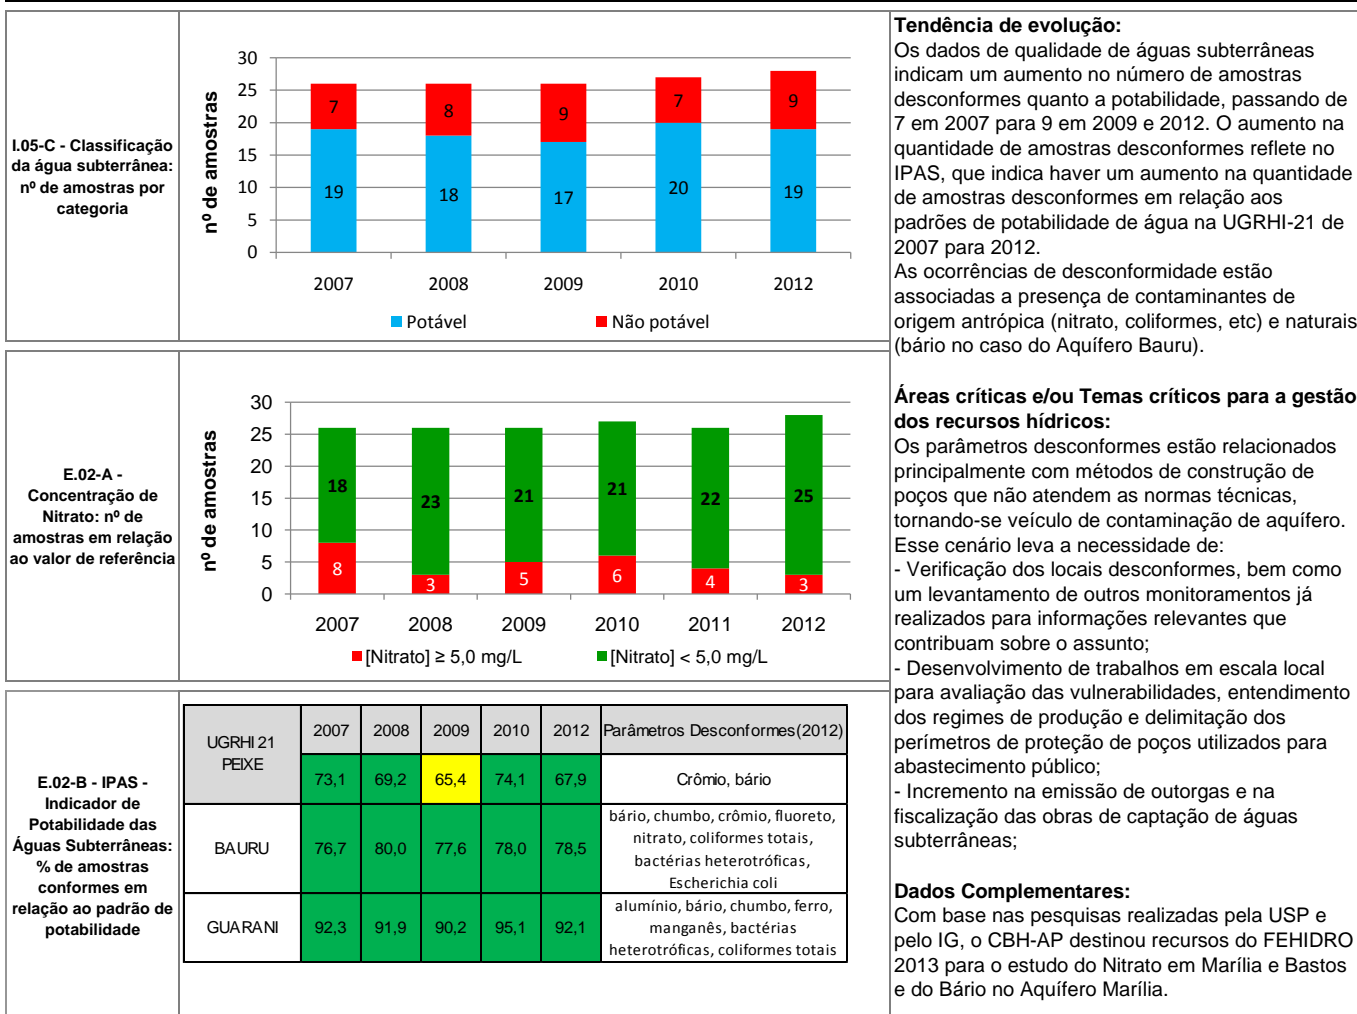 I.05-C - Classificação
da água subterrânea:
nº de amostras por
categoria
nº de amostras
30
25
20
15
10
5
0
7
8
9
7
9
19
18
17
20
19
2007
2008
2009
2010
2012
Potável
Não potável
E.02-A -
Concentração de
Nitrato: nº de
amostras em relação
ao valor de referência
nº de amostras
30
25
20
15
10
5
0
18
23
21
21
22
25
8
3
5
6
4
3
2007
2008
2009
2010
2011
2012
[Nitrato] ≥ 5,0 mg/L
[Nitrato] < 5,0 mg/L
E.02-B - IPAS -
Indicador de
Potabilidade das
Águas Subterrâneas:
% de amostras
conformes em
relação ao padrão de
potabilidade
UGRHI 21
PEIXE
2007
2008
2009
2010
2012
Parâmetros Desconformes(2012)
73,1
69,2
65,4
74,1
67,9
Crômio, bário
BAURU
76,7
80,0
77,6
78,0
78,5
bário, chumbo, crômio, fluoreto,
nitrato, coliformes totais,
bactérias heterotróficas,
Escherichia coli
GUARANI
92,3
91,9
90,2
95,1
92,1
alumínio, bário, chumbo, ferro,
manganês, bactérias
heterotróficas, coliformes totais
Tendência de evolução:
Os dados de qualidade de águas subterrâneas
indicam um aumento no número de amostras
desconformes quanto a potabilidade, passando de
7 em 2007 para 9 em 2009 e 2012. O aumento na
quantidade de amostras desconformes reflete no
IPAS, que indica haver um aumento na quantidade
de amostras desconformes em relação aos
padrões de potabilidade de água na UGRHI-21 de
2007 para 2012.
As ocorrências de desconformidade estão
associadas a presença de contaminantes de
origem antrópica (nitrato, coliformes, etc) e naturais
(bário no caso do Aquífero Bauru).
Áreas críticas e/ou Temas críticos para a gestão
dos recursos hídricos:
Os parâmetros desconformes estão relacionados
principalmente com métodos de construção de
poços que não atendem as normas técnicas,
tornando-se veículo de contaminação de aquífero.
Esse cenário leva a necessidade de:
- Verificação dos locais desconformes, bem como
um levantamento de outros monitoramentos já
realizados para informações relevantes que
contribuam sobre o assunto;
- Desenvolvimento de trabalhos em escala local
para avaliação das vulnerabilidades, entendimento
dos regimes de produção e delimitação dos
perímetros de proteção de poços utilizados para
abastecimento público;
- Incremento na emissão de outorgas e na
fiscalização das obras de captação de águas
subterrâneas;
Dados Complementares:
Com base nas pesquisas realizadas pela USP e
pelo IG, o CBH-AP destinou recursos do FEHIDRO
2013 para o estudo do Nitrato em Marília e Bastos
e do Bário no Aquífero Marília.